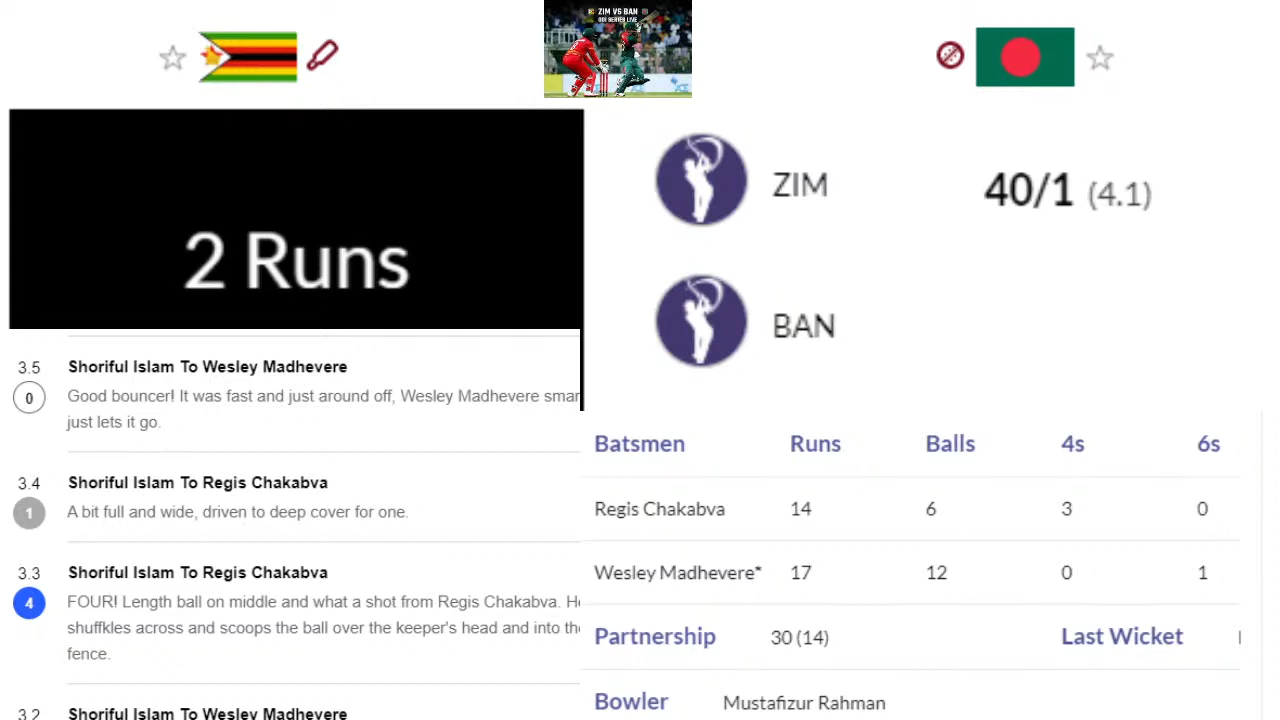 ZIM VS BAN
ODI SERIES LIVE
2 Runs
ZIM 40/1 (4.1)
BAN
3.5 Shoriful Islam To Wesley Madhevere
0 Good bouncer! It was fast and just around off, Wesley Madhevere smar
just lets it go.
3.4 Shoriful Islam To Regis Chakabva
1 A bit full and wide, driven to deep cover for one.
3.3 Shoriful Islam To Regis Chakabva
4 FOUR! Length ball on middle and what a shot from Regis Chakabva. He
shuffkles across and scoops the ball over the keeper's head and into the
fence.
3.2 Shoriful Islam To Wesley Madhevere
Batsmen Runs Balls 4s 6s
Regis Chakabva 14 6 3 0
Wesley Madhevere* 17 12 0 1
Partnership 30 (14) Last Wicket
Bowler Mustafizur Rahman